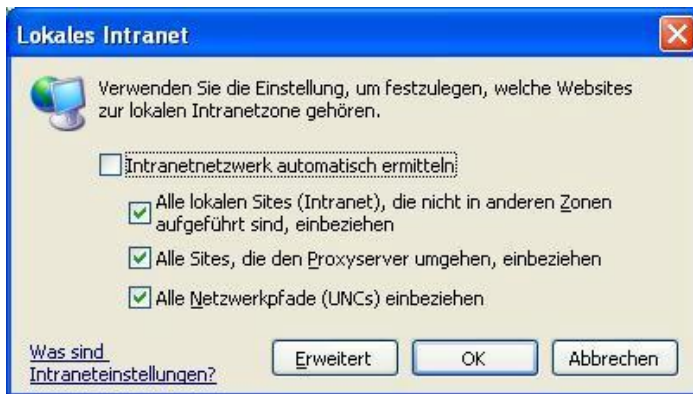 Lokales Intranet
Verwenden Sie die Einstellung, um festzulegen, welche Websites
zur lokalen Intranetzone gehören.
Intranetnetzwerk automatisch ermitteln
Alle lokalen Sites (Intranet), die nicht in anderen Zonen
aufgeführt sind, einbeziehen
Alle Sites, die den Proxyserver umgehen, einbeziehen
Alle Netzwerkpfade (UNCs) einbeziehen
Was sind
Intraneteinstellungen?
Erweitert
OK
Abbrechen